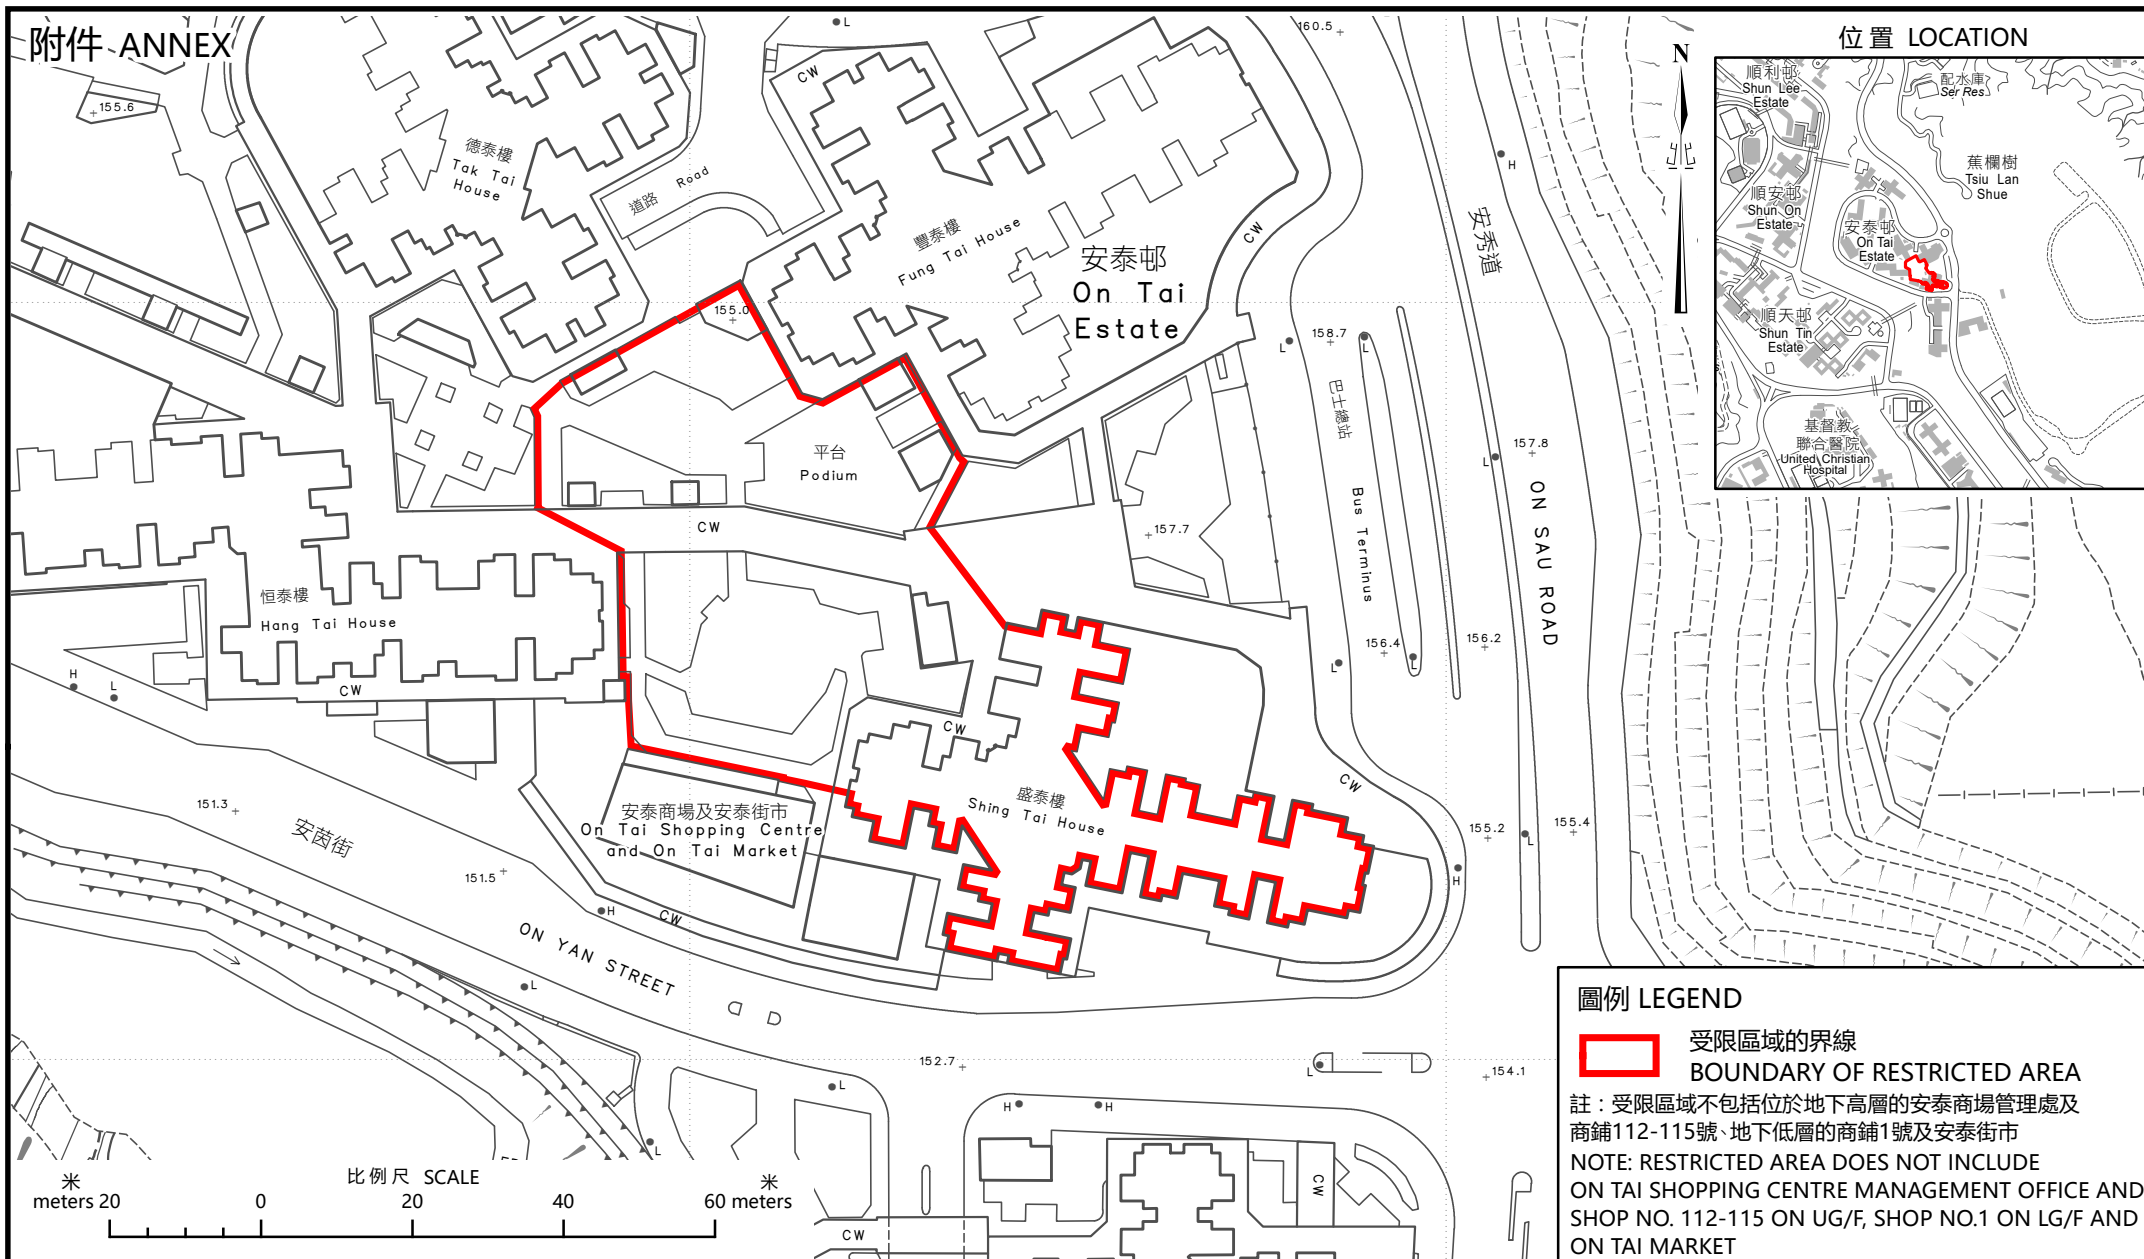 附件 ANNEX
位置 LOCATION
順利邨
Shun Lee
Estate
配水庫
Ser Res
蕉欄樹
Tsiu Lan
Shue
順安邨
Shun On
Estate
安泰邨
On Tai
Estate
順天邨
Shun Tin
Estate
基督教
聯合醫院
United Christian
Hospital
N
160.5
L
CW
155.6
H
德泰樓
Tak Tai
House
道路 Road
豐泰樓
Fung Tai House
CW
安秀道
安泰邨
On Tai
Estate
155.0
158.7
L
L
巴士總站
Bus Terminus
157.8
L
平台
Podium
CW
157.7
ON SAU ROAD
恒泰樓
Hang Tai House
156.4
L
L
156.2
H
L
CW
CW
盛泰樓
Shing Tai House
CW
安泰商場及安泰街市
On Tai Shopping Centre
and On Tai Market
151.3
安茵街
155.2
L
155.4
151.5
H
H
CW
ON YAN STREET
L
152.7
L
154.1
L
H
H
L
CW
CW
比例尺 SCALE
米
米
meters 20
0
20
40
60 meters
圖例 LEGEND
受限區域的界線
BOUNDARY OF RESTRICTED AREA
註：受限區域不包括位於地下高層的安泰商場管理處及
商鋪112-115號、地下低層的商鋪1號及安泰街市
NOTE: RESTRICTED AREA DOES NOT INCLUDE
ON TAI SHOPPING CENTRE MANAGEMENT OFFICE AND
SHOP NO. 112-115 ON UG/F, SHOP NO.1 ON LG/F AND
ON TAI MARKET